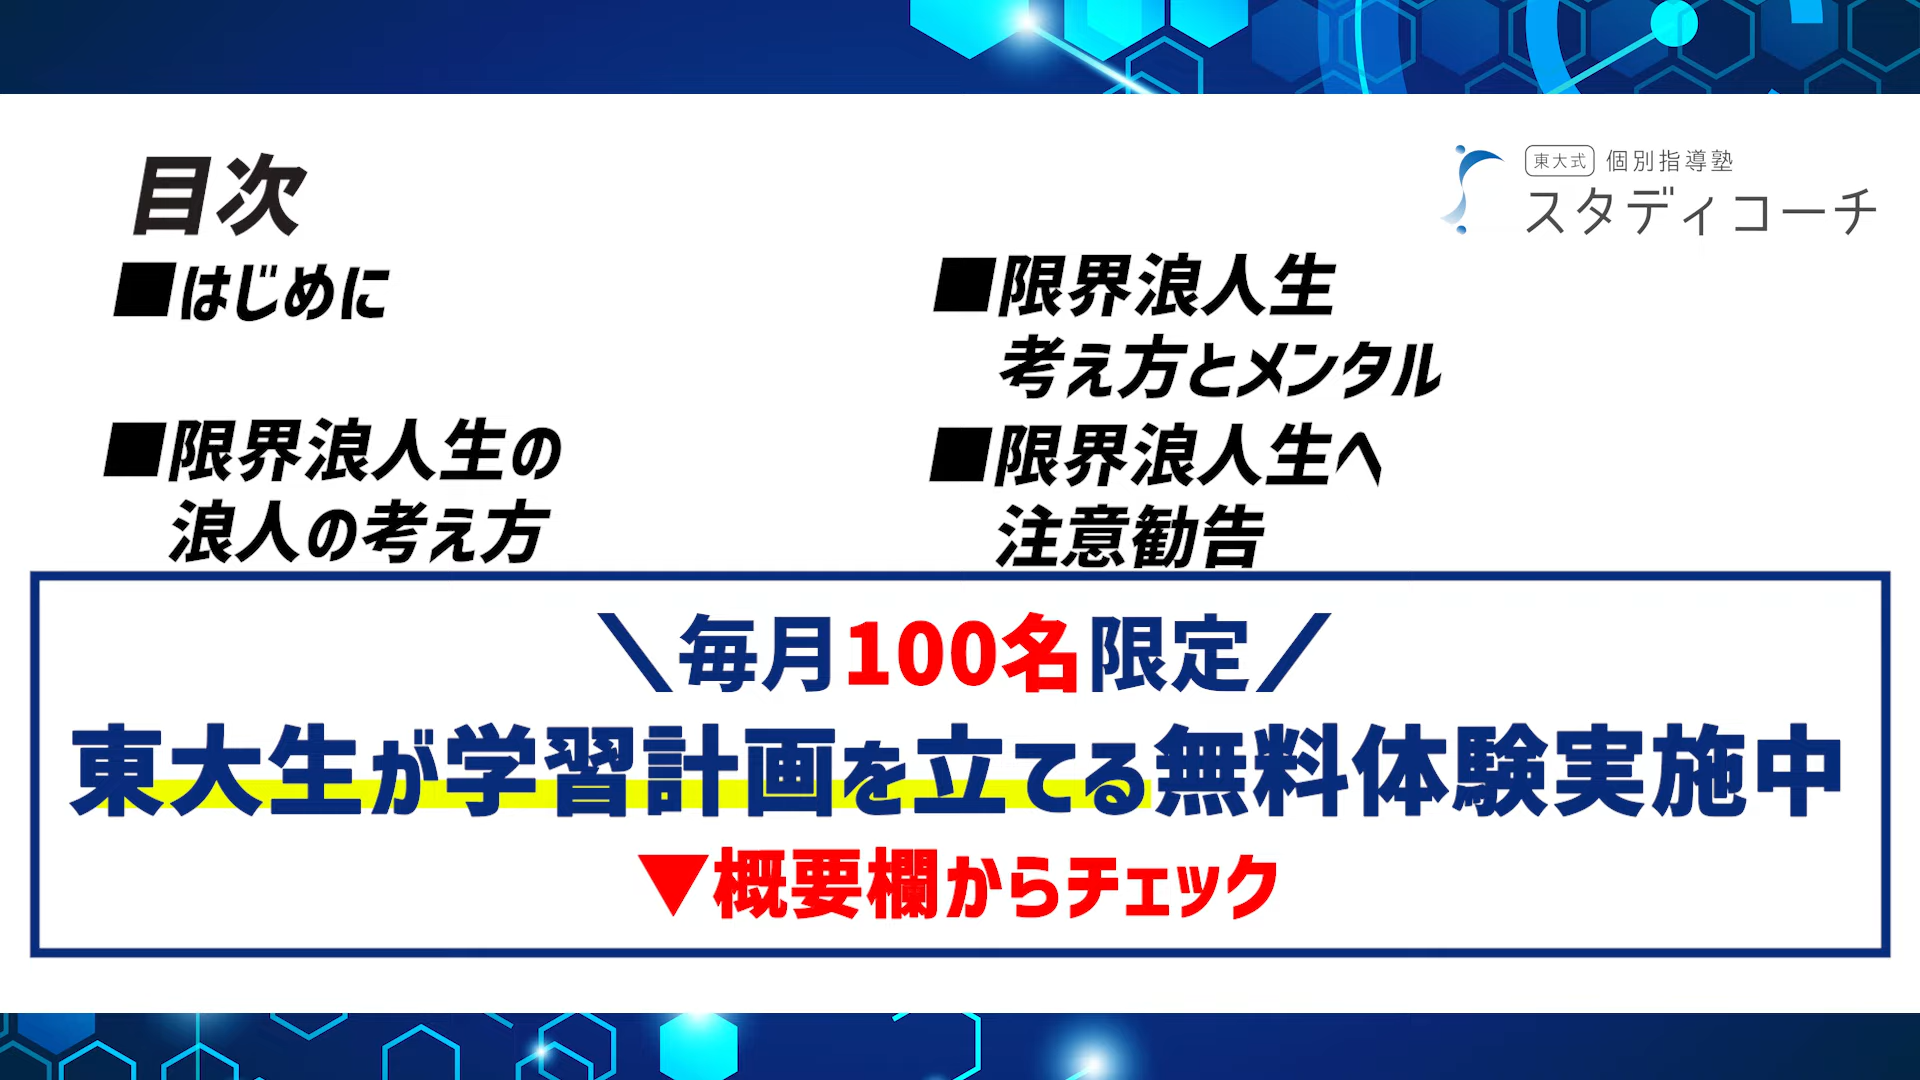 目次
東大式 個別指導塾
スタディコーチ
■はじめに
■限界浪人生の
浪人の考え方
■限界浪人生
考え方とメンタル
■限界浪人生へ
注意勧告
＼毎月100名限定／
東大生が学習計画を立てる無料体験実施中
▼概要欄からチェック